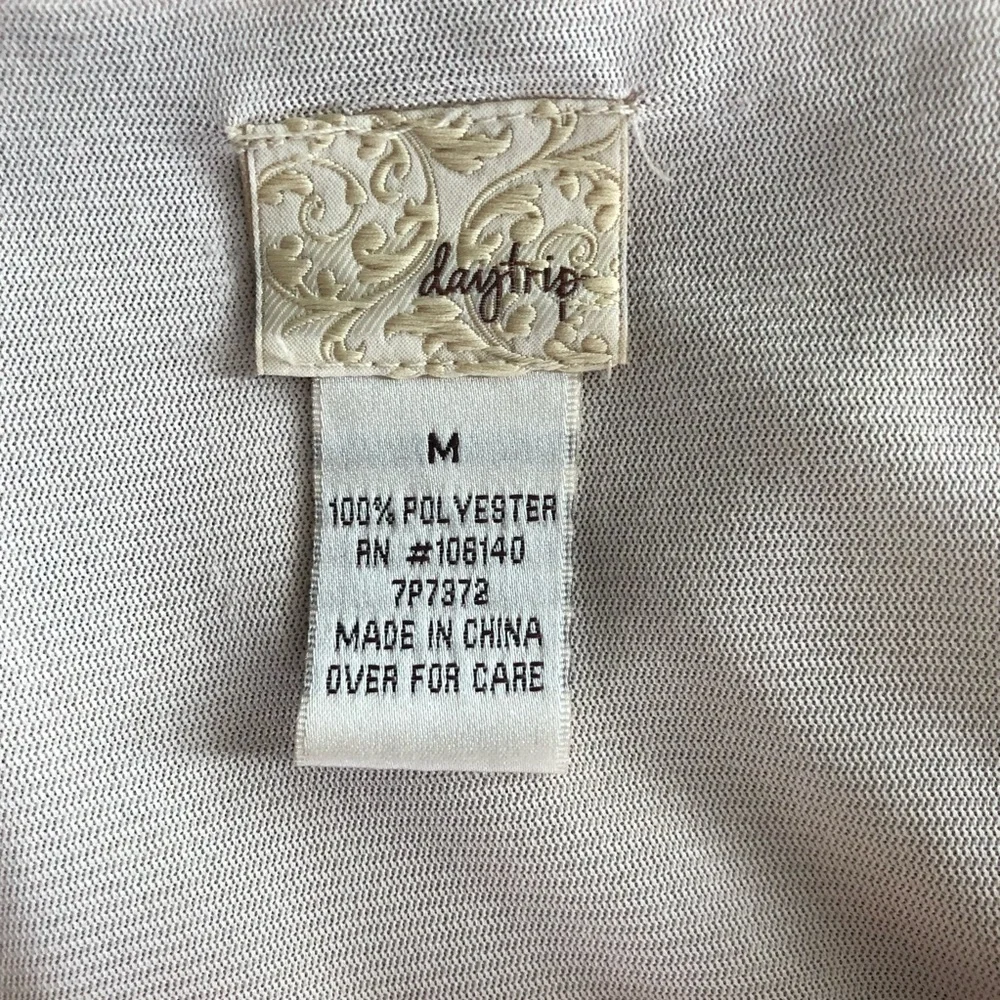 daytrip
M
100% POLYESTER
RN #106140
7P7372
MADE IN CHINA
OVER FOR CARE